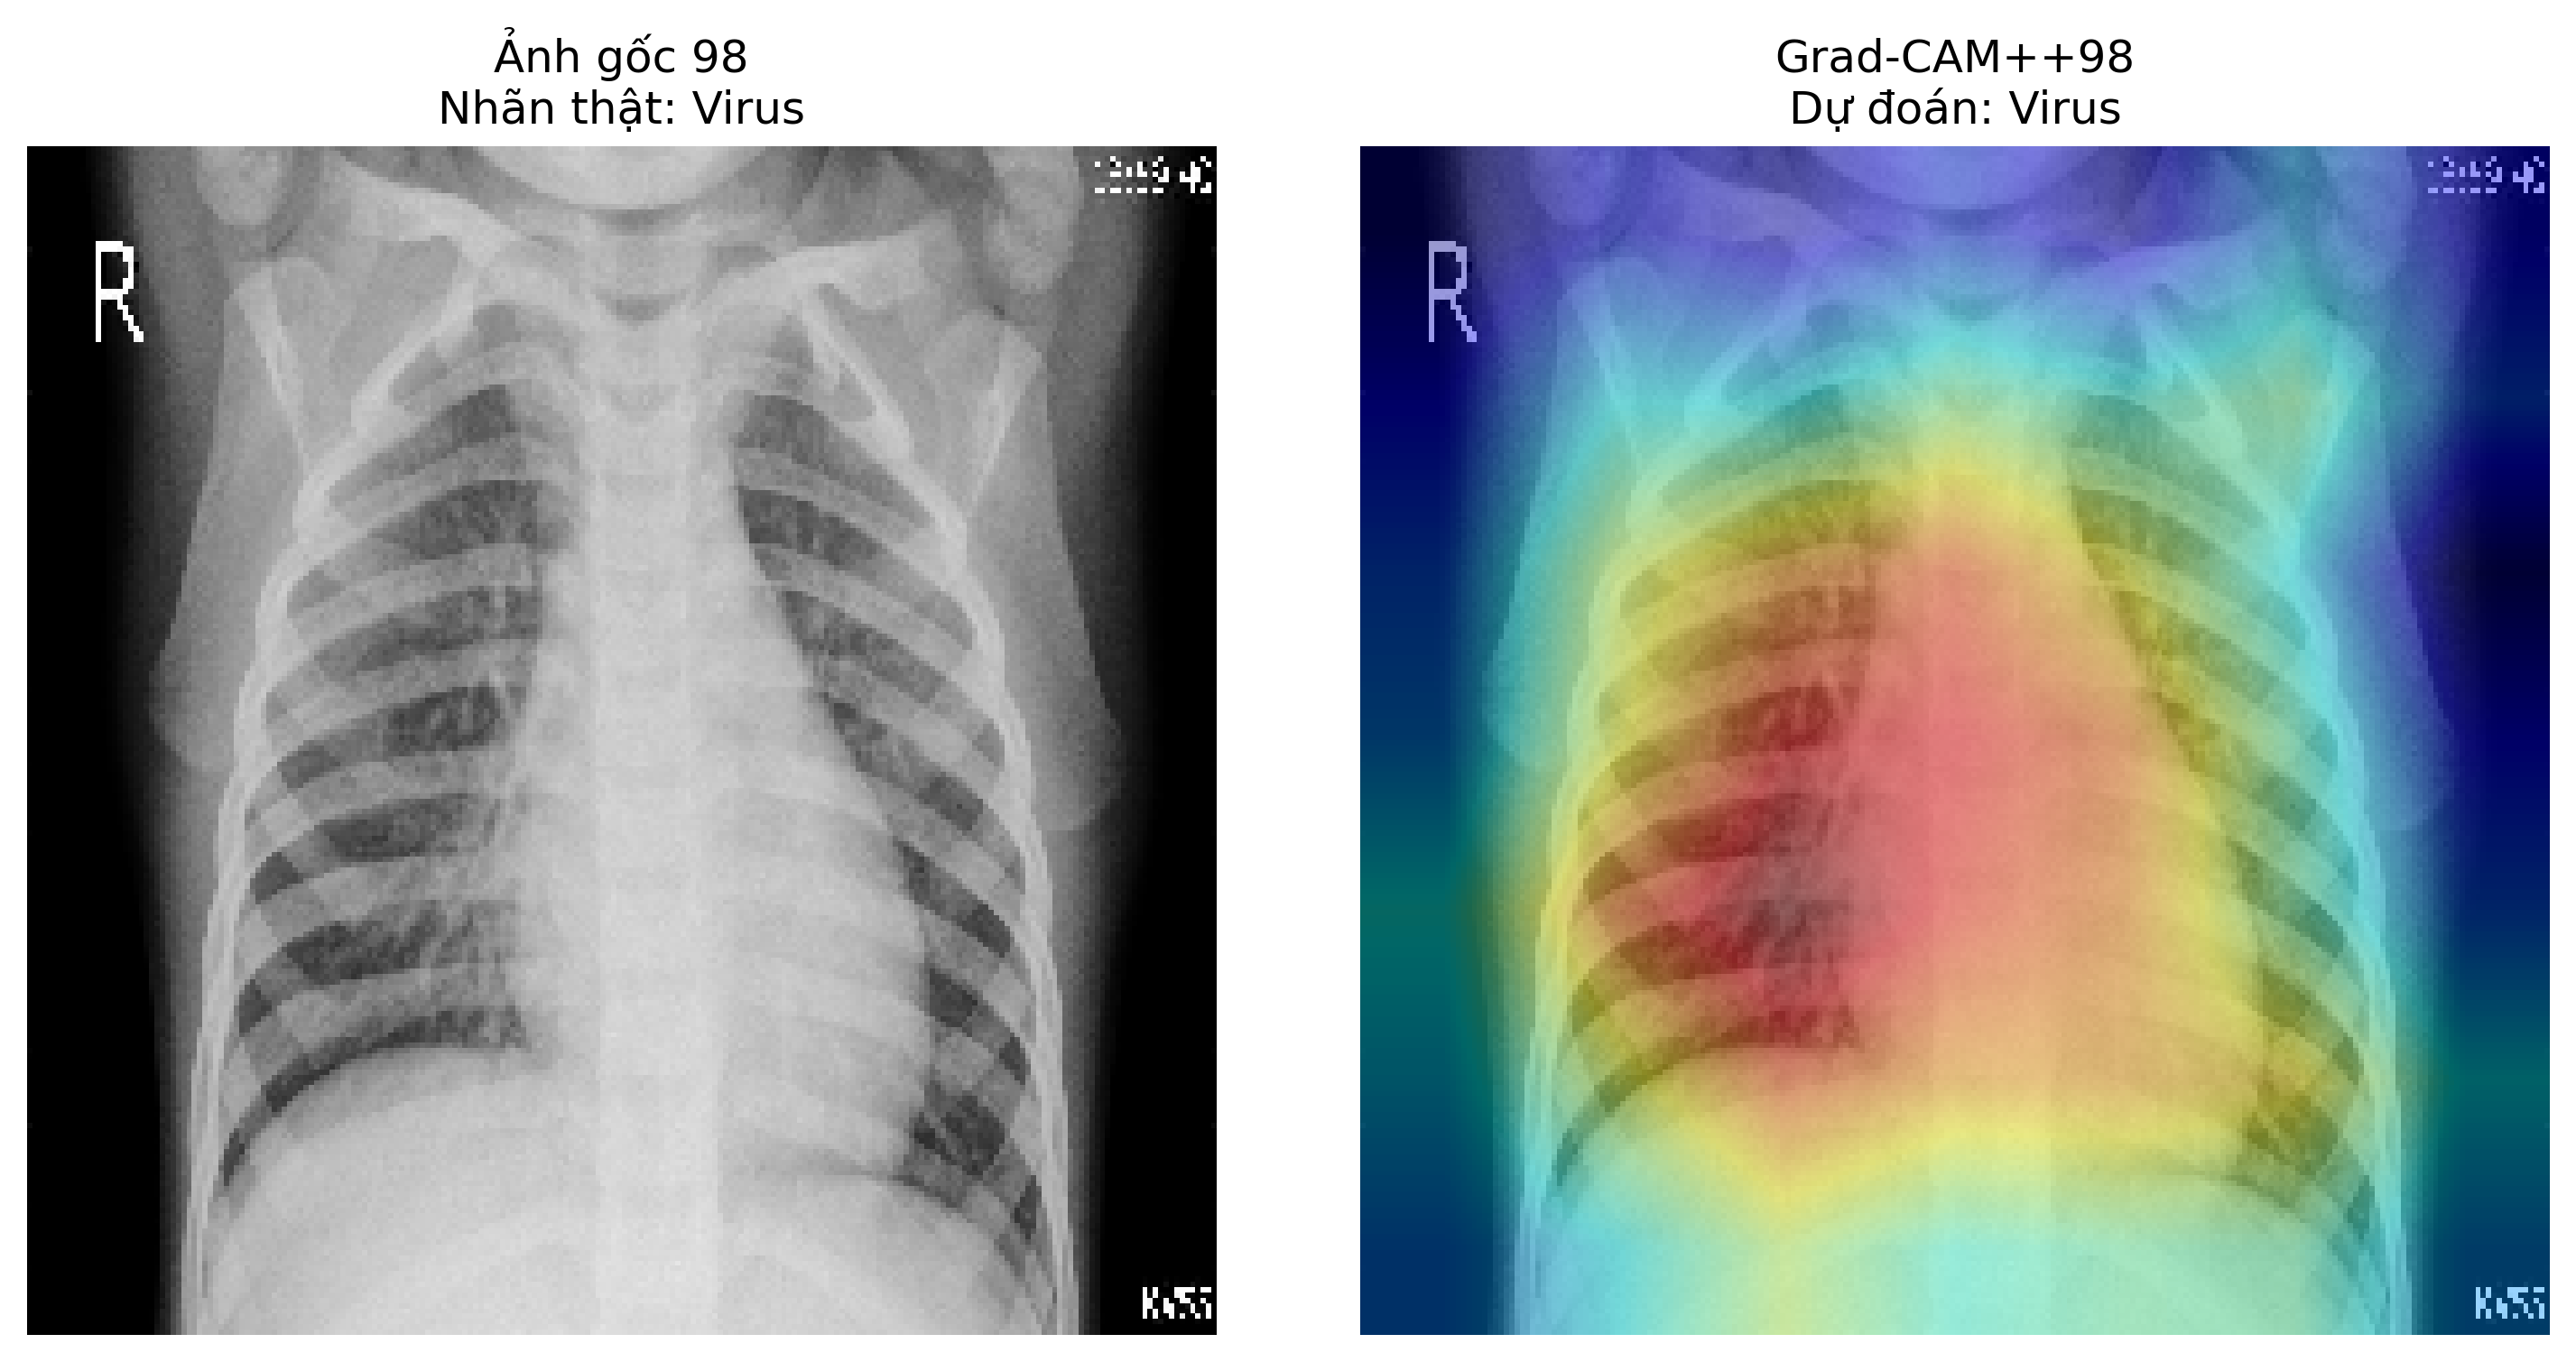 Ảnh gốc 98
Nhãn thật: Virus
Grad-CAM++98
Dự đoán: Virus
R
R